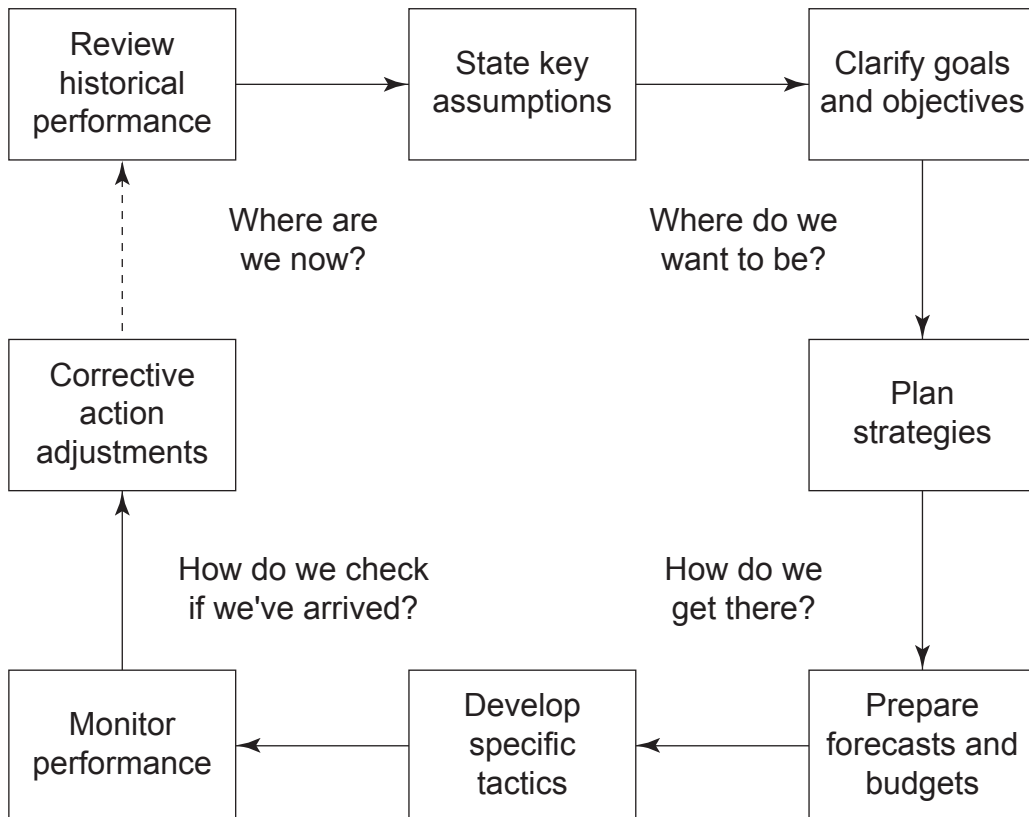 Review
historical
performance
State key
assumptions
Clarify goals
and objectives
Where are
we now?
Where do we
want to be?
Corrective
action
adjustments
Plan
strategies
How do we check
if we've arrived?
How do we
get there?
Monitor
performance
Develop
specific
tactics
Prepare
forecasts and
budgets